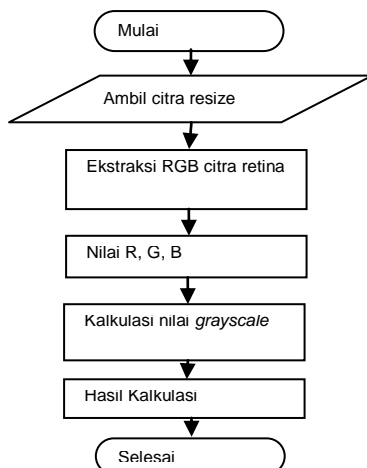 Mulai
Ambil citra resize
Ekstraksi RGB citra retina
Nilai R, G, B
Kalkulasi nilai grayscale
Hasil Kalkulasi
Selesai